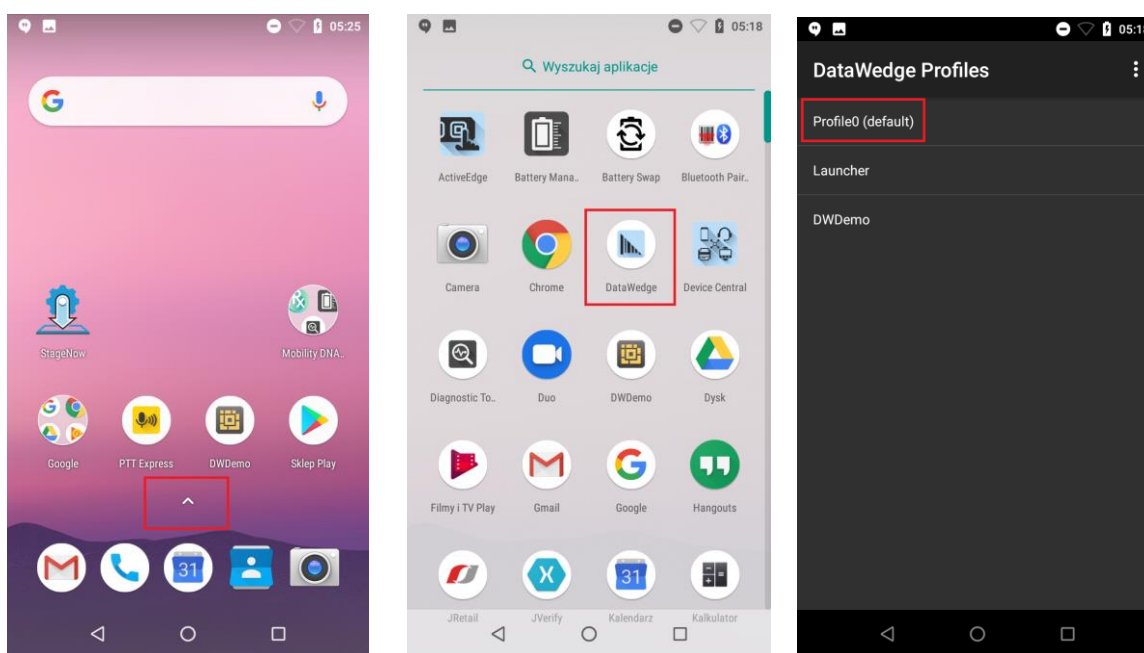 05:25
StageNow
Mobility DNA..
Google PTT Express DWDemo Sklep Play
31
05:18
Wyszukaj aplikacje
ActiveEdge Battery Mana.. Battery Swap Bluetooth Pair..
Camera Chrome DataWedge Device Central
Diagnostic To.. Duo DWDemo Dysk
Filmy i TV Play Gmail Google Hangouts
31
JRetail JVerify Kalendarz Kalkulator
05:18
DataWedge Profiles
Profile0 (default)
Launcher
DWDemo